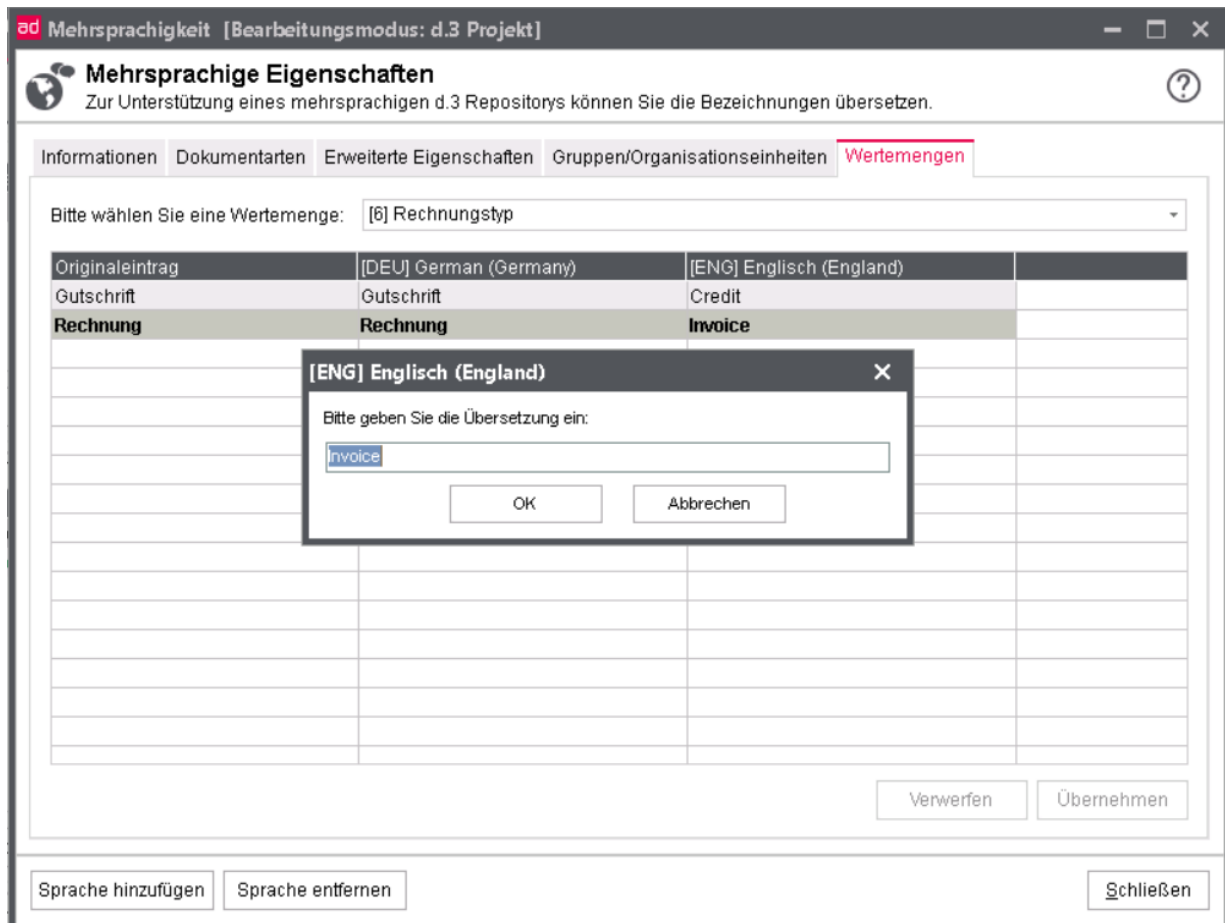 ad Mehrsprachigkeit [Bearbeitungsmodus: d.3 Projekt]
Mehrsprachige Eigenschaften
Zur Unterstützung eines mehrsprachigen d.3 Repositorys können Sie die Bezeichnungen übersetzen.
Informationen Dokumentarten Erweiterte Eigenschaften Gruppen/Organisationseinheiten Wertemengen
Bitte wählen Sie eine Wertemenge: [6] Rechnungstyp
Originaleintrag [DEU] German (Germany) [ENG] Englisch (England)
Gutschrift Gutschrift Credit
Rechnung Rechnung Invoice
[ENG] Englisch (England)
Bitte geben Sie die Übersetzung ein:
Invoice
OK Abbrechen
Verwerfen Übernehmen
Sprache hinzufügen Sprache entfernen Schließen